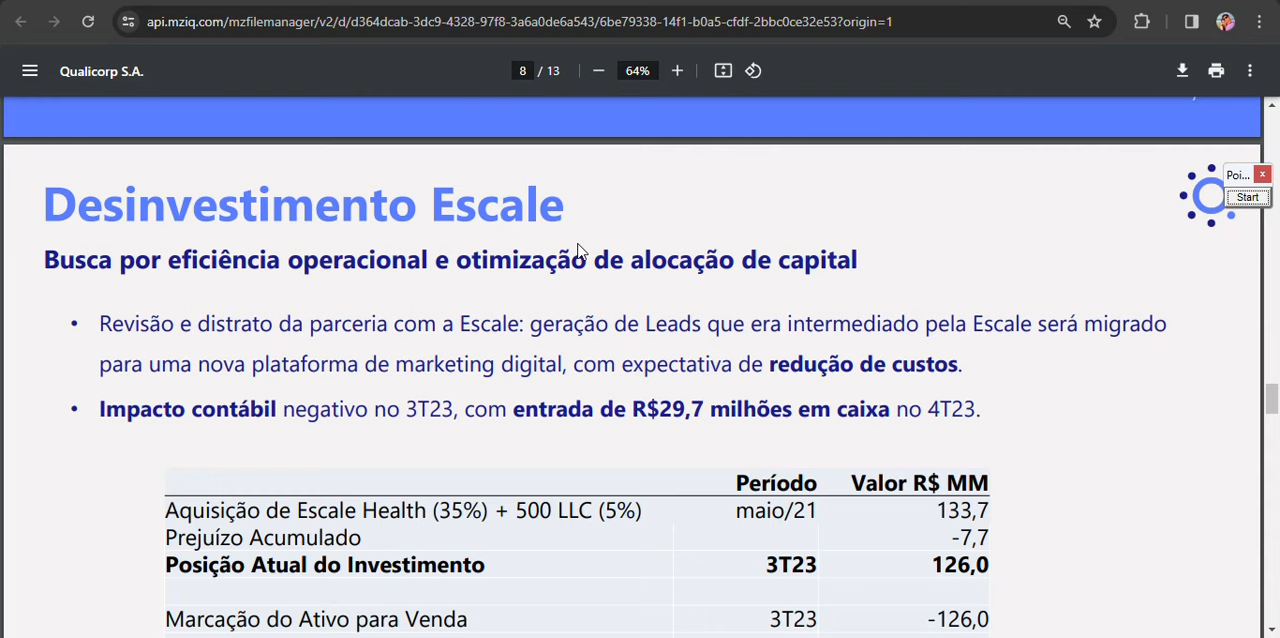 api.mziq.com/mzfilemanager/v2/d/d364dcab-3dc9-4328-97f8-3a6a0de6a543/6be79338-14f1-b0a5-cfdf-2bbc0ce32e53?origin=1
Qualicorp S.A.
8 / 13
64%
Poi...
Start
Desinvestimento Escale
Busca por eficiência operacional e otimização de alocação de capital
• Revisão e distrato da parceria com a Escale: geração de Leads que era intermediado pela Escale será migrado
para uma nova plataforma de marketing digital, com expectativa de redução de custos.
• Impacto contábil negativo no 3T23, com entrada de R$29,7 milhões em caixa no 4T23.
Período Valor R$ MM
Aquisição de Escale Health (35%) + 500 LLC (5%) maio/21 133,7
Prejuízo Acumulado -7,7
Posição Atual do Investimento 3T23 126,0
Marcação do Ativo para Venda 3T23 -126,0